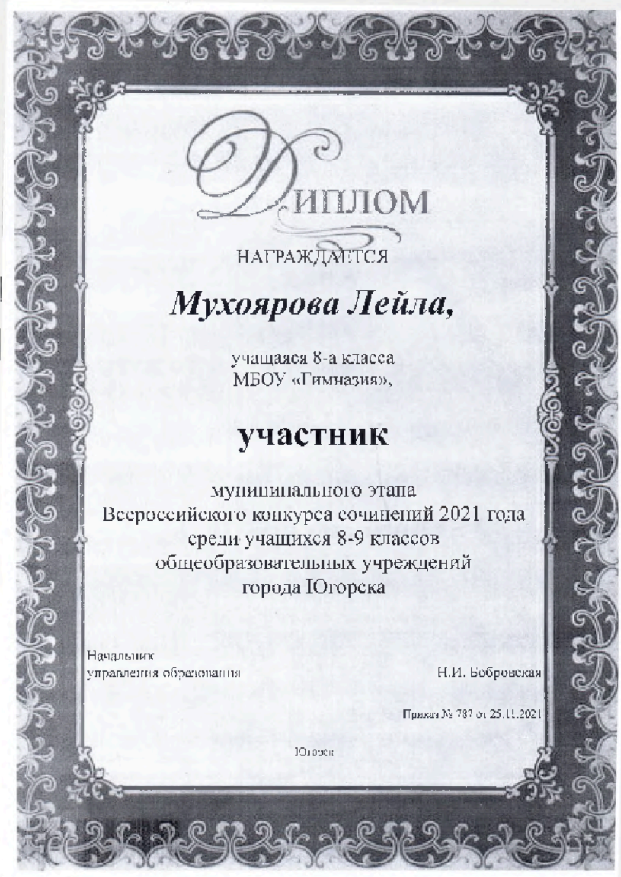 Диплом
НАГРАЖДАЕТСЯ
Мухоярова Лейла,
учащаяся 8-а класса
МБОУ «Гимназия»,
участник
муниципального этапа
Всероссийского конкурса сочинений 2021 года
среди учащихся 8-9 классов
общеобразовательных учреждений
города Югорска
Начальник
управления образования
Н.И. Бобровская
Приказ № 787 от 25.11.2021
Югорск